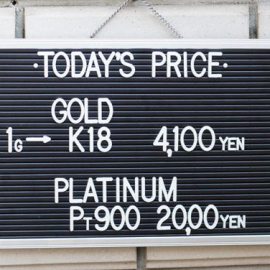 ·TODAY'S PRICE·
GOLD
1G→ K18 4,100 YEN
PLATINUM
PT900 20,00 YEN